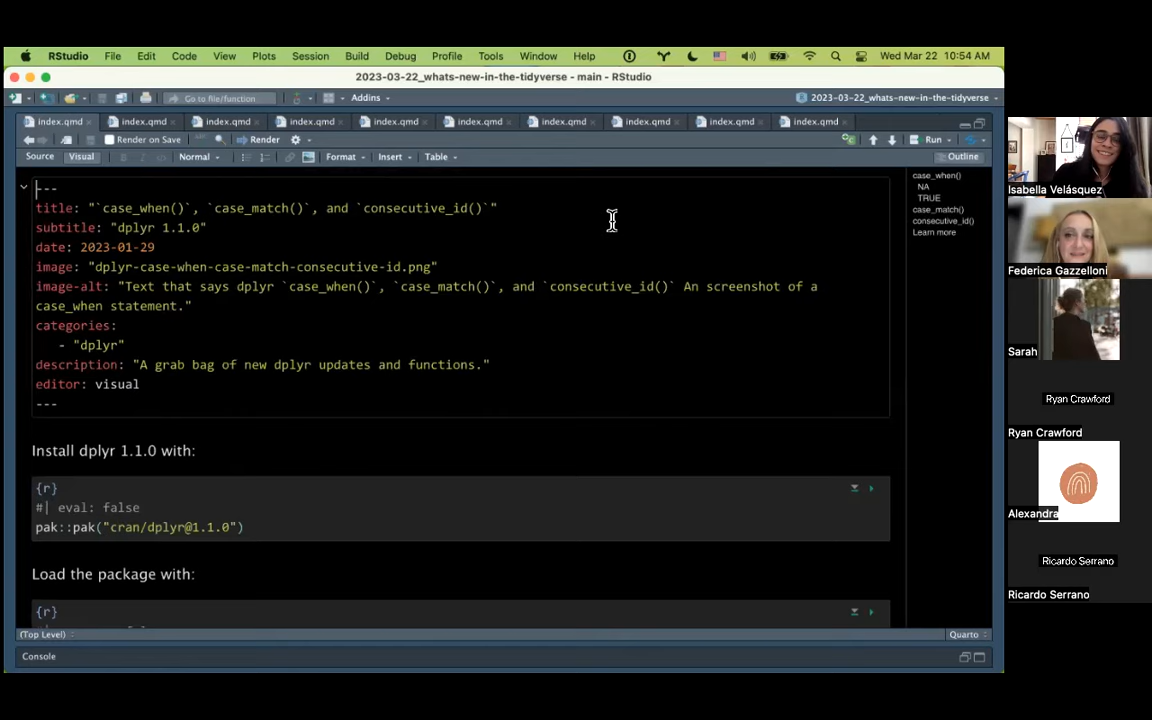 RStudio File Edit Code View Plots Session Build Debug Profile Tools Window Help Wed Mar 22 10:54 AM
2023-03-22_whats-new-in-the-tidyverse - main - RStudio
Go to file/function Addins 2023-03-22_whats-new-in-the-tidyverse
index.qmd index.qmd index.qmd index.qmd index.qmd index.qmd index.qmd index.qmd index.qmd index.qmd
Render on Save Render Run
Source Visual Normal Format Insert Table Outline
---
title: "`case_when()`, `case_match()`, and `consecutive_id()`"
subtitle: "dplyr 1.1.0"
date: 2023-01-29
image: "dplyr-case-when-case-match-consecutive-id.png"
image-alt: "Text that says dplyr `case_when()`, `case_match()`, and `consecutive_id()` An screenshot of a
case_when statement."
categories:
- "dplyr"
description: "A grab bag of new dplyr updates and functions."
editor: visual
---
Install dplyr 1.1.0 with:
{r}
#| eval: false
pak::pak("cran/dplyr@1.1.0")
Load the package with:
{r}
(Top Level) Quarto
Console
case_when()
NA
TRUE
case_match()
consecutive_id()
Learn more
Isabella Velásquez
Federica Gazzelloni
Sarah
Ryan Crawford
Ryan Crawford
Alexandra
Ricardo Serrano
Ricardo Serrano